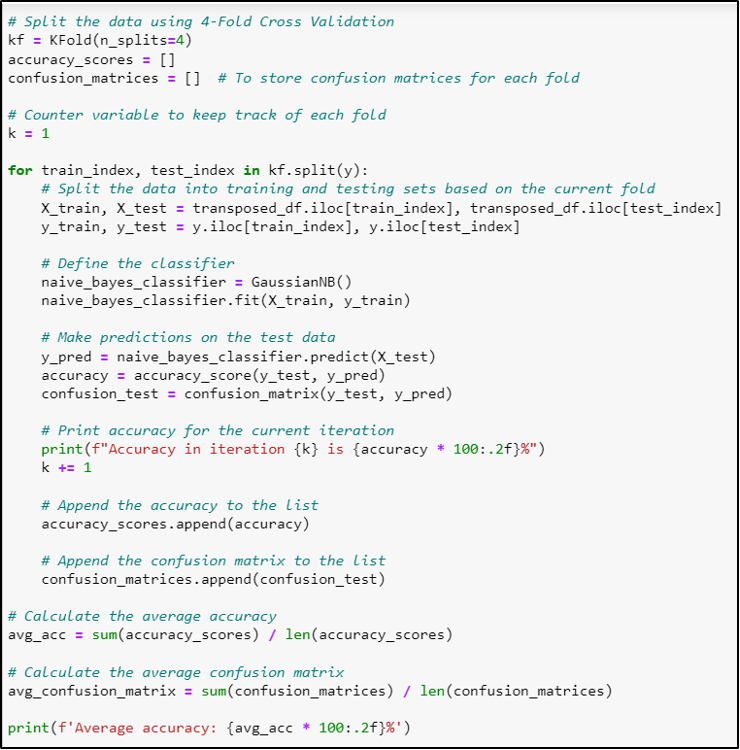 # Split the data using 4-Fold Cross Validation
kf = KFold(n_splits=4)
accuracy_scores = []
confusion_matrices = []  # To store confusion matrices for each fold

# Counter variable to keep track of each fold
k = 1

for train_index, test_index in kf.split(y):
    # Split the data into training and testing sets based on the current fold
    X_train, X_test = transposed_df.iloc[train_index], transposed_df.iloc[test_index]
    y_train, y_test = y.iloc[train_index], y.iloc[test_index]

    # Define the classifier
    naive_bayes_classifier = GaussianNB()
    naive_bayes_classifier.fit(X_train, y_train)

    # Make predictions on the test data
    y_pred = naive_bayes_classifier.predict(X_test)
    accuracy = accuracy_score(y_test, y_pred)
    confusion_test = confusion_matrix(y_test, y_pred)

    # Print accuracy for the current iteration
    print(f"Accuracy in iteration {k} is {accuracy * 100:.2f}%")
    k += 1

    # Append the accuracy to the list
    accuracy_scores.append(accuracy)

    # Append the confusion matrix to the list
    confusion_matrices.append(confusion_test)

# Calculate the average accuracy
avg_acc = sum(accuracy_scores) / len(accuracy_scores)

# Calculate the average confusion matrix
avg_confusion_matrix = sum(confusion_matrices) / len(confusion_matrices)

print(f'Average accuracy: {avg_acc * 100:.2f}%')